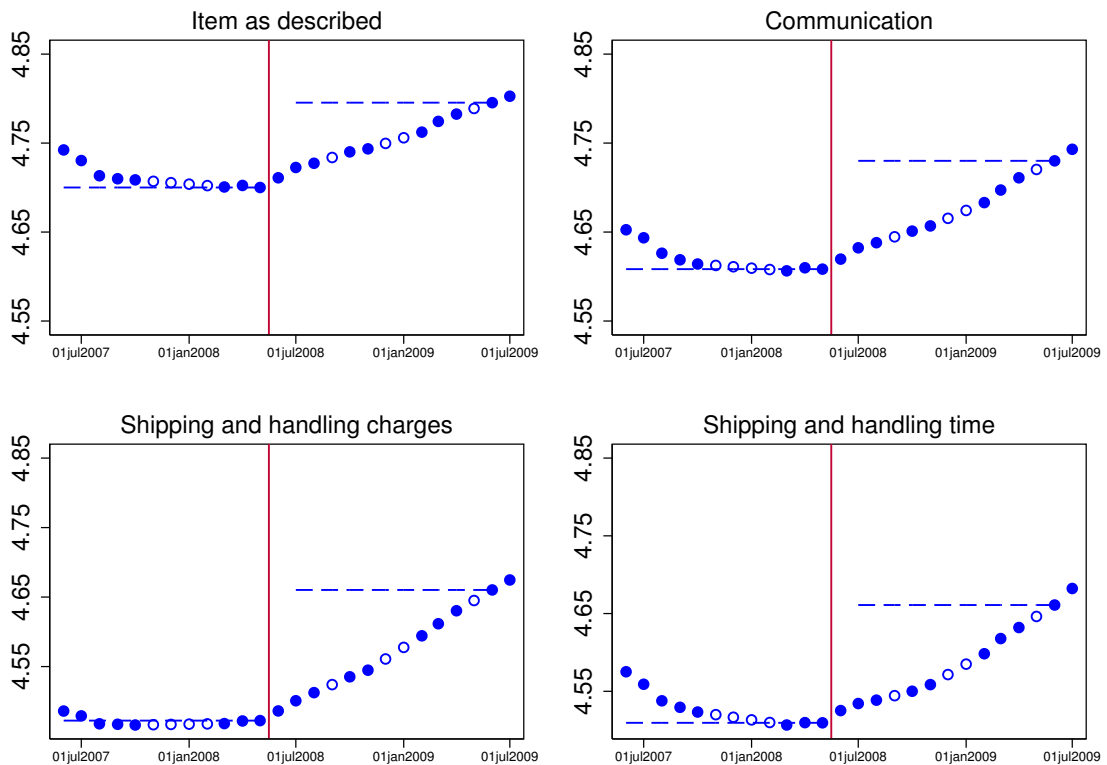 Item as described
4.85
4.75
4.65
4.55
01jul2007 01jan2008 01jul2008 01jan2009 01jul2009
Communication
4.85
4.75
4.65
4.55
01jul2007 01jan2008 01jul2008 01jan2009 01jul2009
Shipping and handling charges
4.85
4.75
4.65
4.55
01jul2007 01jan2008 01jul2008 01jan2009 01jul2009
Shipping and handling time
4.85
4.75
4.65
4.55
01jul2007 01jan2008 01jul2008 01jan2009 01jul2009